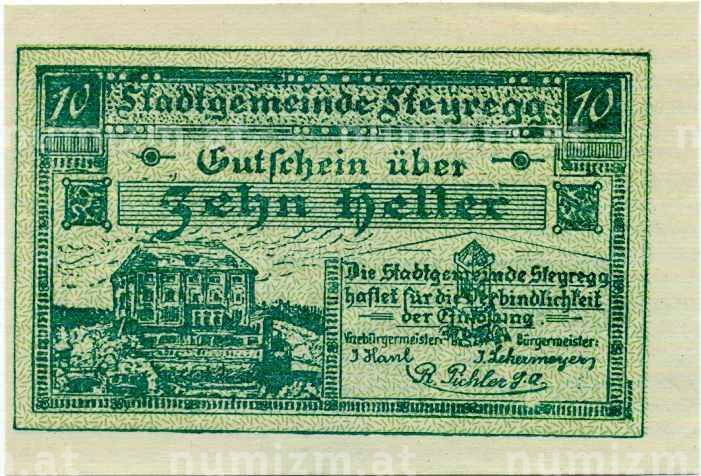 10 Stadtgemeinde Steyregg 10
Gutschein über
Zehn Heller
Die Stadtgemeinde Steyregg
haftet für die Verbindlichkeit
der Einlösung
Vizebürgermeister: Bürgermeister:
J. Hanl J. Lehermeyer
R. Pichler g. a.
numizm.at